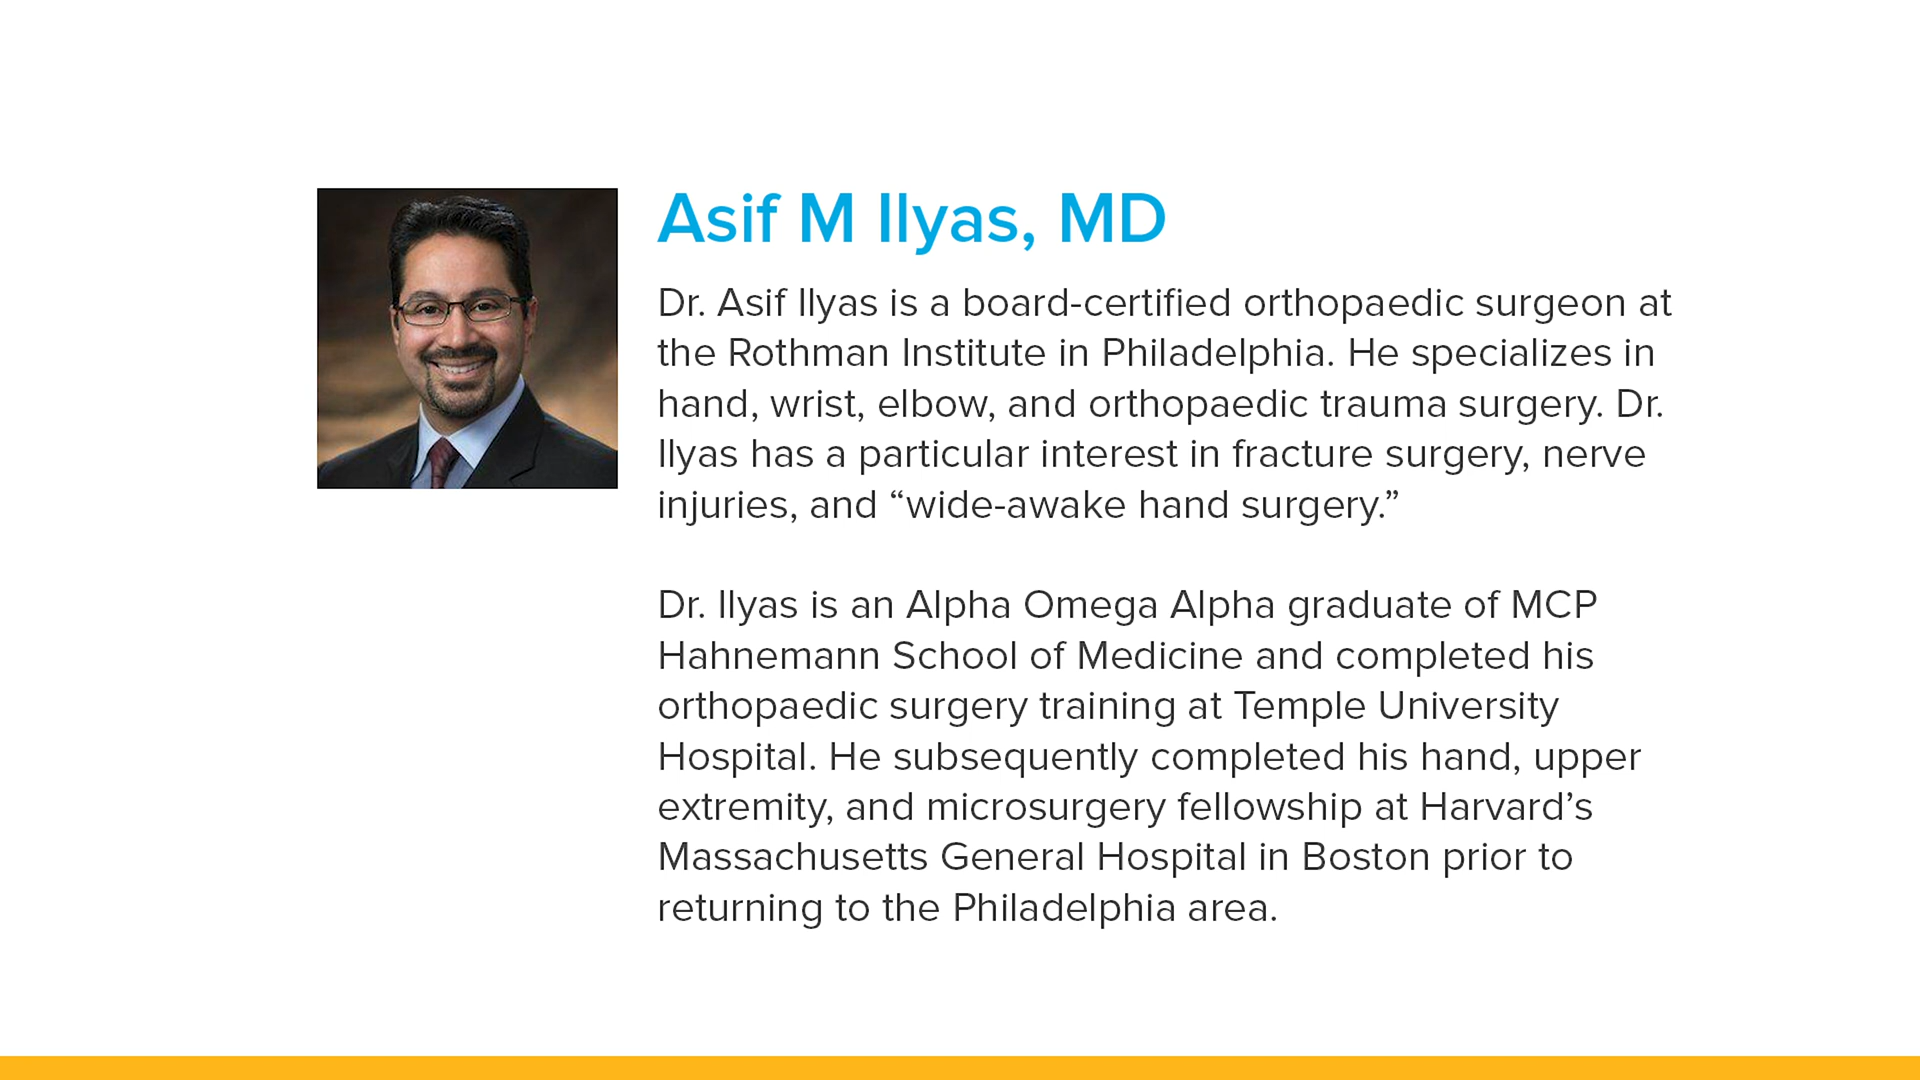 Asif M Ilyas, MD
Dr. Asif Ilyas is a board-certified orthopaedic surgeon at
the Rothman Institute in Philadelphia. He specializes in
hand, wrist, elbow, and orthopaedic trauma surgery. Dr.
Ilyas has a particular interest in fracture surgery, nerve
injuries, and “wide-awake hand surgery.”
Dr. Ilyas is an Alpha Omega Alpha graduate of MCP
Hahnemann School of Medicine and completed his
orthopaedic surgery training at Temple University
Hospital. He subsequently completed his hand, upper
extremity, and microsurgery fellowship at Harvard’s
Massachusetts General Hospital in Boston prior to
returning to the Philadelphia area.